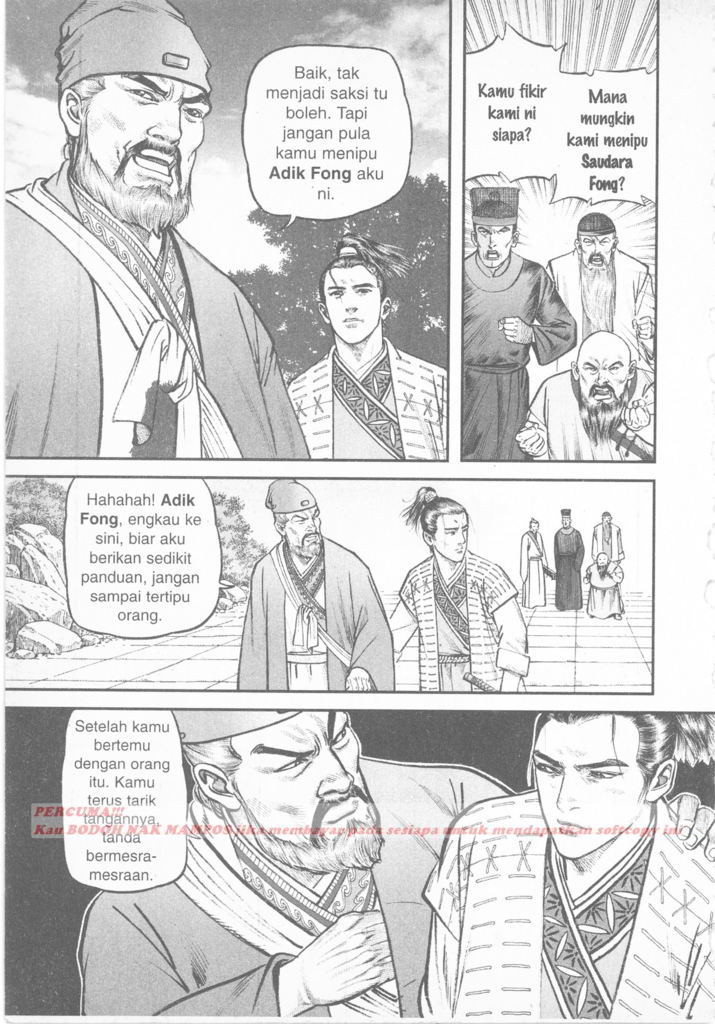 Baik, tak
menjadi saksi tu
boleh. Tapi
jangan pula
kamu menipu
Adik Fong aku
ni.
Kamu fikir
kami ni
siapa?
Mana
mungkin
kami menipu
Saudara
Fong?
Hahahah! Adik
Fong, engkau ke
sini, biar aku
berikan sedikit
panduan, jangan
sampai tertipu
orang.
Setelah kamu
bertemu
dengan orang
itu. Kamu
terus tarik
tangannya,
tanda
bermesra-
mesraan.
PERCUMA!!!
Kau BODOH NAK MAMPOS jika membayar pada sesiapa untuk mendapatkan softcopy ini